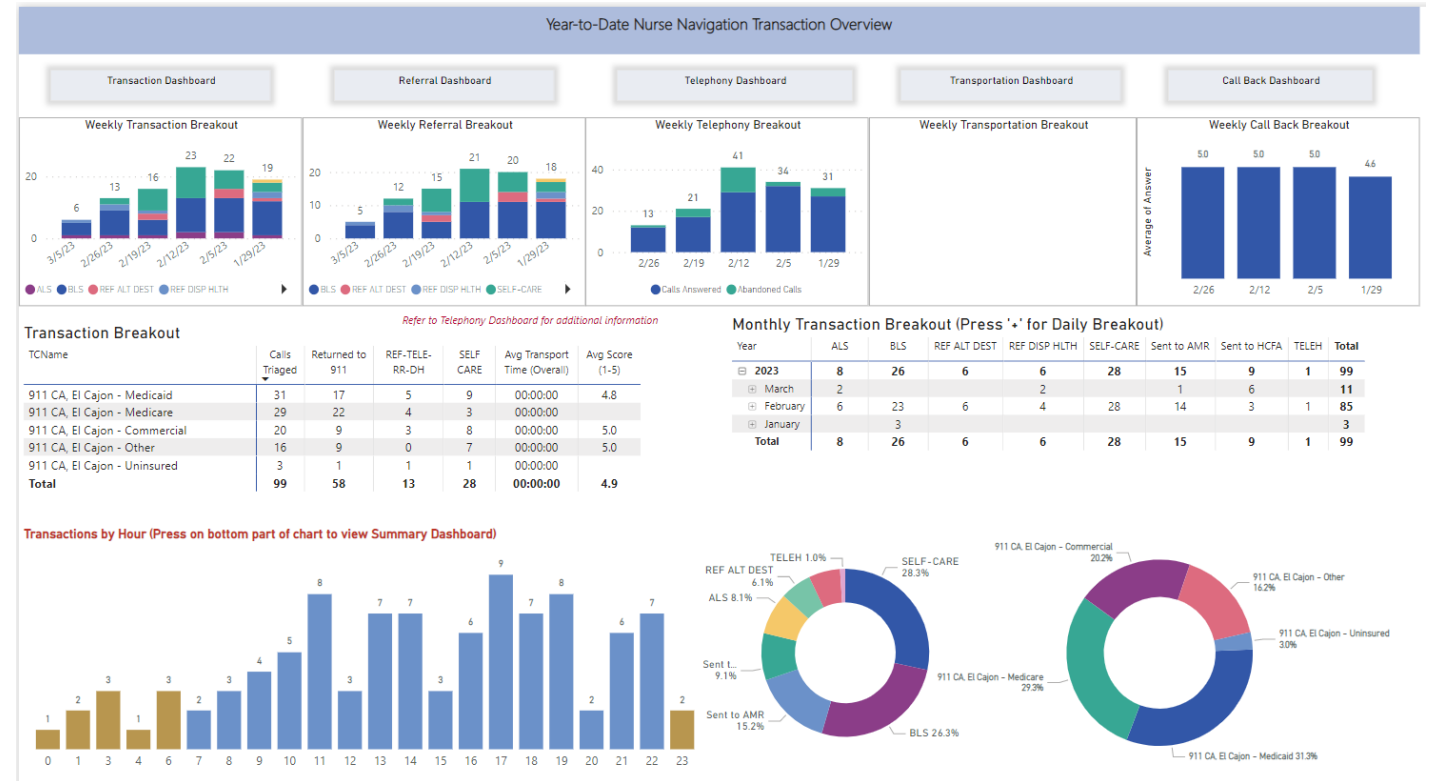 Year-to-Date Nurse Navigation Transaction Overview
Transaction Dashboard
Referral Dashboard
Telephony Dashboard
Transportation Dashboard
Call Back Dashboard
Weekly Transaction Breakout
20
0
6
13
16
23
22
19
3/5/23
2/26/23
2/19/23
2/12/23
2/5/23
1/29/23
ALS BLS REF ALT DEST REF DISP HLTH
Weekly Referral Breakout
20
10
0
5
12
15
21
20
18
3/5/23
2/26/23
2/19/23
2/12/23
2/5/23
1/29/23
BLS REF ALT DEST REF DISP HLTH SELF-CARE
Weekly Telephony Breakout
40
20
0
13
21
41
34
31
2/26 2/19 2/12 2/5 1/29
Calls Answered Abandoned Calls
Weekly Transportation Breakout
Weekly Call Back Breakout
Average of Answer
5.0 5.0 5.0 4.6
2/26 2/12 2/5 1/29
Refer to Telephony Dashboard for additional information
Transaction Breakout
TCName Calls Triaged Returned to 911 REF-TELE-RR-DH SELF CARE Avg Transport Time (Overall) Avg Score (1-5)
911 CA, El Cajon - Medicaid 31 17 5 9 00:00:00 4.8
911 CA, El Cajon - Medicare 29 22 4 3 00:00:00
911 CA, El Cajon - Commercial 20 9 3 8 00:00:00 5.0
911 CA, El Cajon - Other 16 9 0 7 00:00:00 5.0
911 CA, El Cajon - Uninsured 3 1 1 1 00:00:00
Total 99 58 13 28 00:00:00 4.9
Monthly Transaction Breakout (Press '+' for Daily Breakout)
Year ALS BLS REF ALT DEST REF DISP HLTH SELF-CARE Sent to AMR Sent to HCFA TELEH Total
2023 8 26 6 6 28 15 9 1 99
March 2 2 1 6 11
February 6 23 6 4 28 14 3 1 85
January 3 3
Total 8 26 6 6 28 15 9 1 99
Transactions by Hour (Press on bottom part of chart to view Summary Dashboard)
1 2 3 1 3 2 3 4 5 8 3 7 7 3 6 9 7 8 2 6 7 2
0 1 3 4 6 7 8 9 10 11 12 13 14 15 16 17 18 19 20 21 22 23
TELEH 1.0%
SELF-CARE
28.3%
REF ALT DEST
6.1%
ALS 8.1%
Sent t...
9.1%
Sent to AMR
15.2%
BLS 26.3%
911 CA, El Cajon - Commercial
20.2%
911 CA, El Cajon - Other
16.2%
911 CA, El Cajon - Uninsured
3.0%
911 CA, El Cajon - Medicare
29.3%
911 CA, El Cajon - Medicaid 31.3%